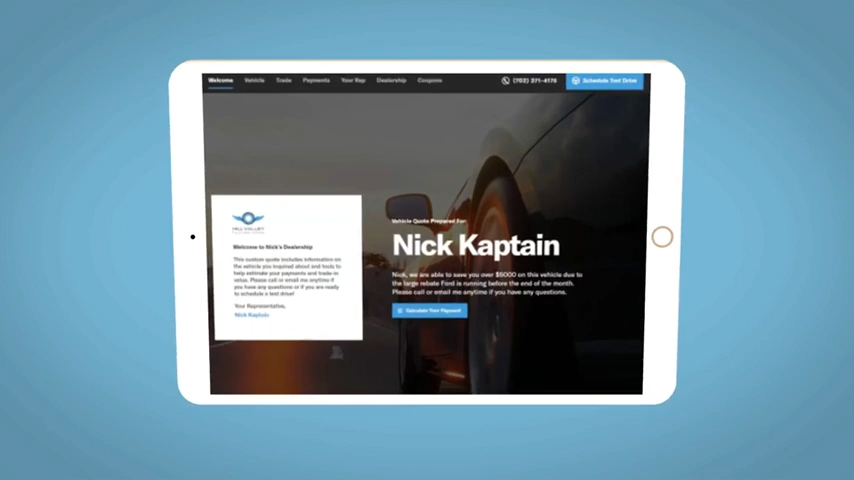 Welcome Vehicle Trade Payments Your Rep Dealership Coupons (702) 271-4176 Schedule Test Drive
HILL VALLEY
Welcome to Nick's Dealership
This custom quote includes information on
the vehicle you inquired about and tools to
help estimate your payments and trade-in
value. Please call or email me anytime if
you have any questions or if you are ready
to schedule a test drive!
Your Representative,
Nick Kaptain
Vehicle Quote Prepared For:
Nick Kaptain
Nick, we are able to save you over $5000 on this vehicle due to
the large rebate Ford is running before the end of the month.
Please call or email me anytime if you have any questions.
Calculate Your Payment